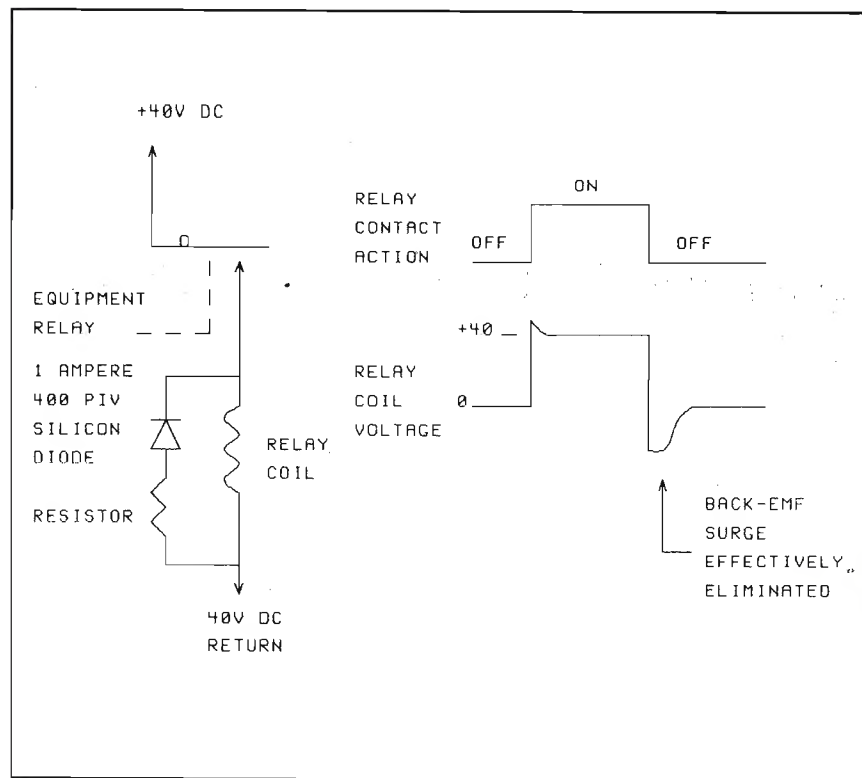 +40V DC
EQUIPMENT
RELAY
1 AMPERE
400 PIV
SILICON
DIODE
RESISTOR
RELAY
COIL
40V DC
RETURN
RELAY
CONTACT
ACTION
OFF
ON
OFF
+40
RELAY
COIL
VOLTAGE
0
BACK-EMF
SURGE
EFFECTIVELY
ELIMINATED